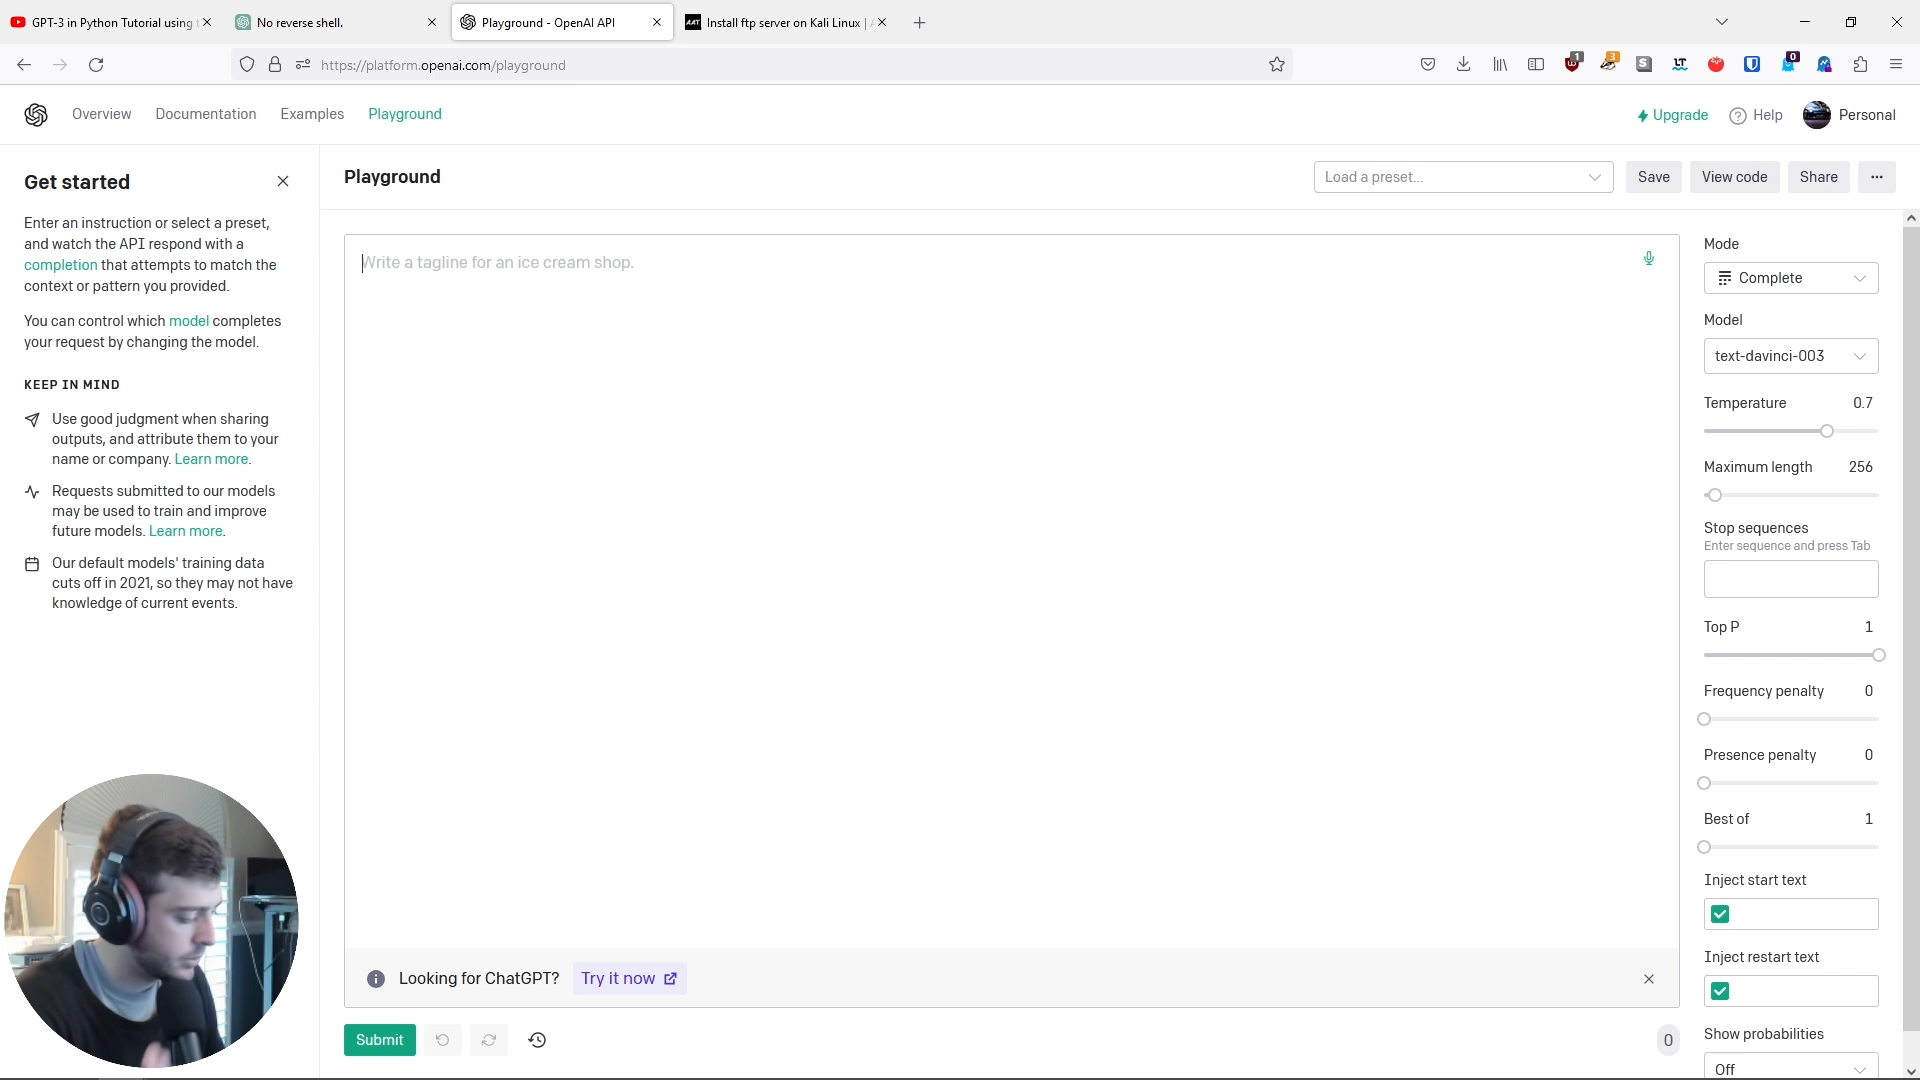 GPT-3 in Python Tutorial using
No reverse shell.
Playground - OpenAI API
Install ftp server on Kali Linux |
https://platform.openai.com/playground
1
3
0
Overview
Documentation
Examples
Playground
Upgrade
Help
Personal
Get started
Enter an instruction or select a preset,
and watch the API respond with a
completion that attempts to match the
context or pattern you provided.
You can control which model completes
your request by changing the model.
KEEP IN MIND
Use good judgment when sharing
outputs, and attribute them to your
name or company. Learn more.
Requests submitted to our models
may be used to train and improve
future models. Learn more.
Our default models' training data
cuts off in 2021, so they may not have
knowledge of current events.
Playground
Load a preset...
Save
View code
Share
Write a tagline for an ice cream shop.
Looking for ChatGPT?
Try it now
Submit
0
Mode
Complete
Model
text-davinci-003
Temperature 0.7
Maximum length 256
Stop sequences
Enter sequence and press Tab
Top P 1
Frequency penalty 0
Presence penalty 0
Best of 1
Inject start text
Inject restart text
Show probabilities
Off